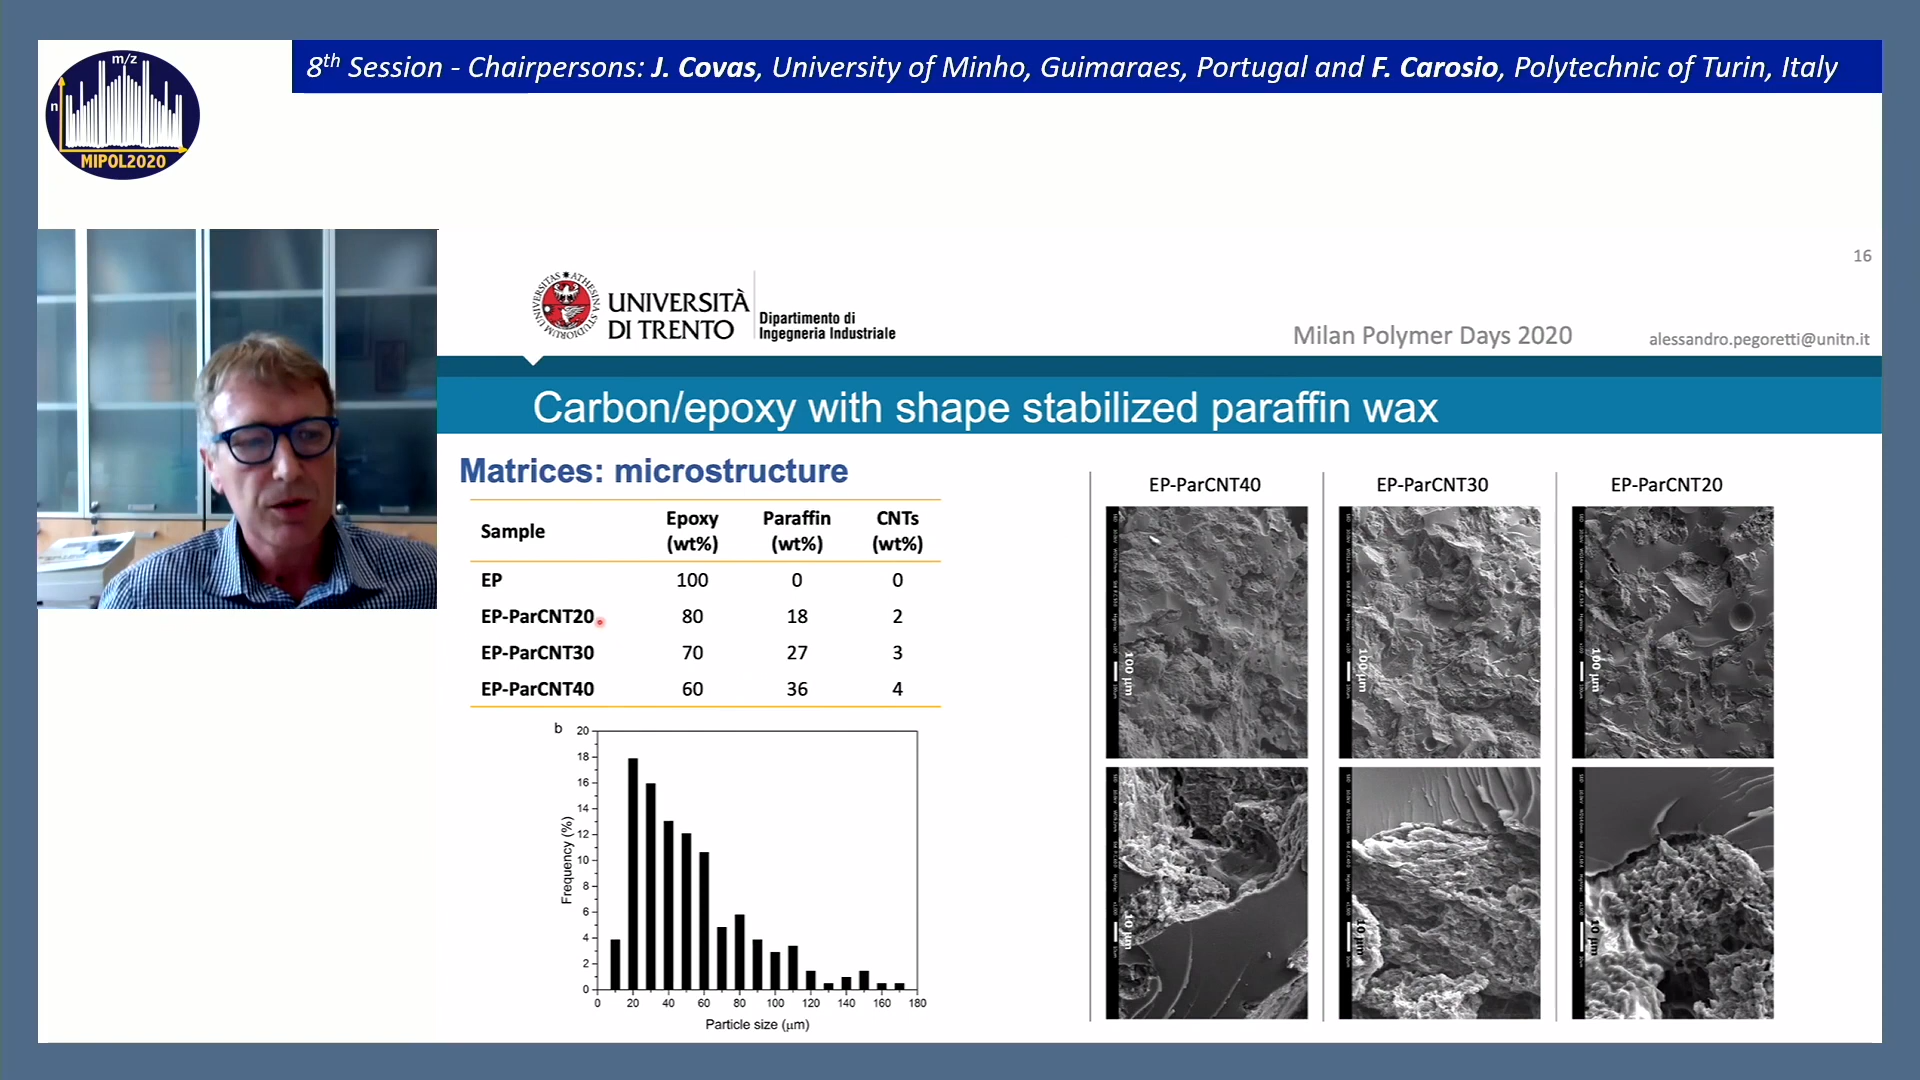 8th Session - Chairpersons: J. Covas, University of Minho, Guimaraes, Portugal and F. Carosio, Polytechnic of Turin, Italy
m/z
n
MIPOL2020
16
UNIVERSITÀ
DI TRENTO
Dipartimento di
Ingegneria Industriale
Milan Polymer Days 2020
alessandro.pegoretti@unitn.it
Carbon/epoxy with shape stabilized paraffin wax
Matrices: microstructure
Sample Epoxy (wt%) Paraffin (wt%) CNTs (wt%)
EP 100 0 0
EP-ParCNT20 80 18 2
EP-ParCNT30 70 27 3
EP-ParCNT40 60 36 4
b
Frequency (%)
20
18
16
14
12
10
8
6
4
2
0
0 20 40 60 80 100 120 140 160 180
Particle size (μm)
EP-ParCNT40 EP-ParCNT30 EP-ParCNT20
100 μm 100 μm 100 μm
10 μm 10 μm 10 μm